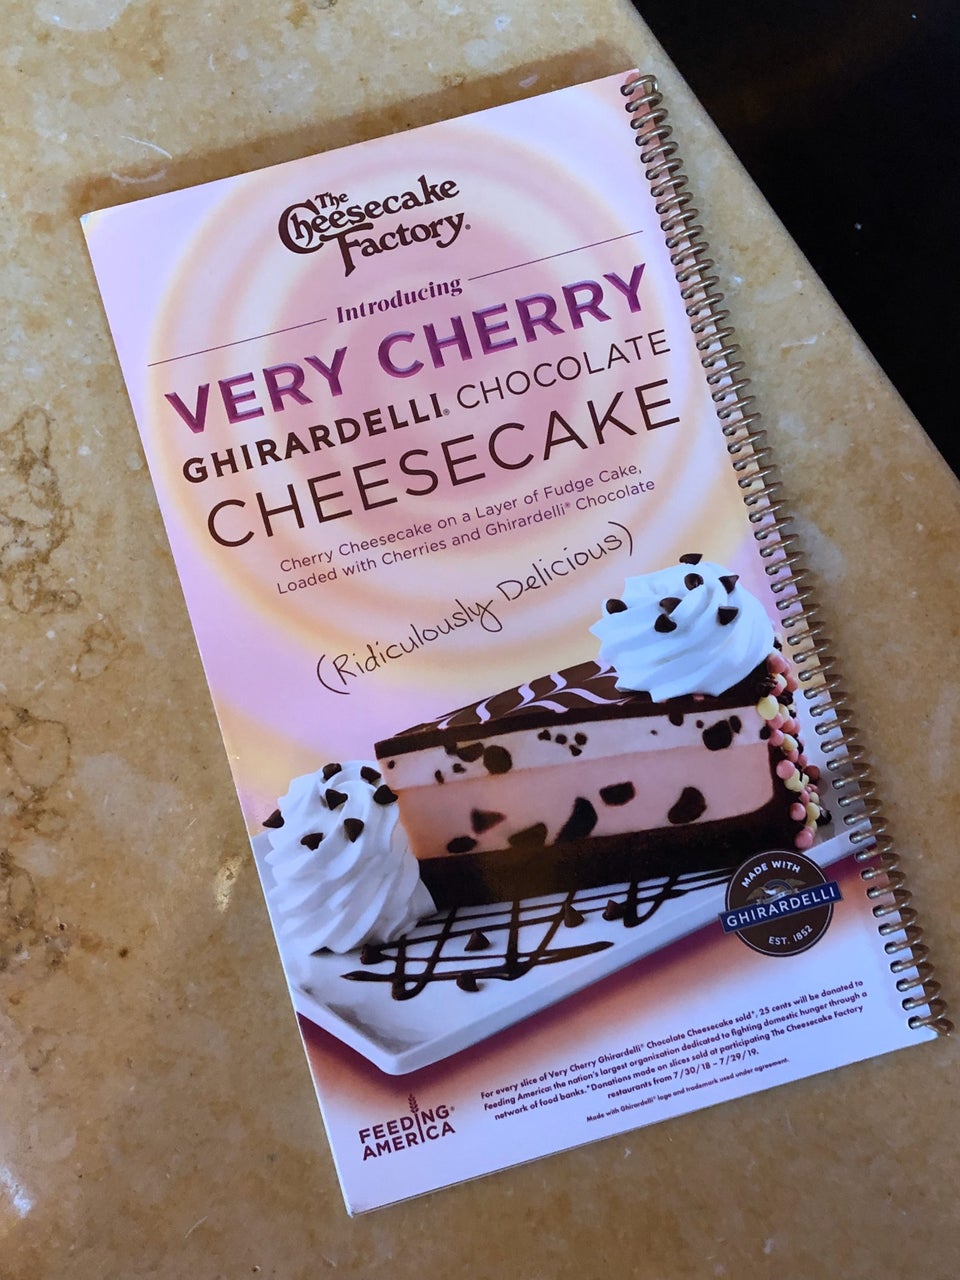 The
Cheesecake
Factory®
Introducing
VERY CHERRY
GHIRARDELLI® CHOCOLATE
CHEESECAKE
Cherry Cheesecake on a Layer of Fudge Cake,
Loaded with Cherries and Ghirardelli® Chocolate
(Ridiculously Delicious)
MADE WITH
GHIRARDELLI
EST. 1852
For every slice of Very Cherry Ghirardelli® Chocolate Cheesecake sold*, 25 cents will be donated to
Feeding America: the nation's largest organization dedicated to fighting domestic hunger through a
network of food banks. *Donations made on slices sold at participating The Cheesecake Factory
restaurants from 7/30/18 – 7/29/19.
Made with Ghirardelli® logo and trademark used under agreement.
FEEDING®
AMERICA